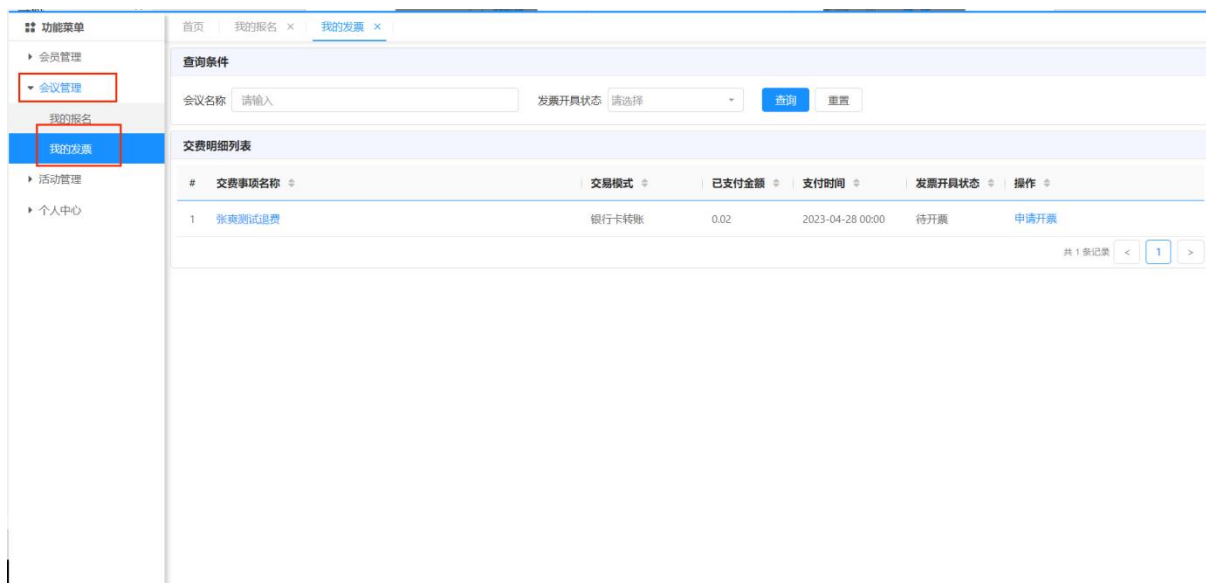 功能菜单
首页 我的报名 × 我的发票 ×
会员管理
会议管理
我的报名
我的发票
活动管理
个人中心
查询条件
会议名称 请输入 发票开具状态 请选择 查询 重置
交费明细列表
# 交费事项名称 交易模式 已支付金额 支付时间 发票开具状态 操作
1 张爽测试退费 银行卡转账 0.02 2023-04-28 00:00 待开票 申请开票
共 1 条记录 < 1 >